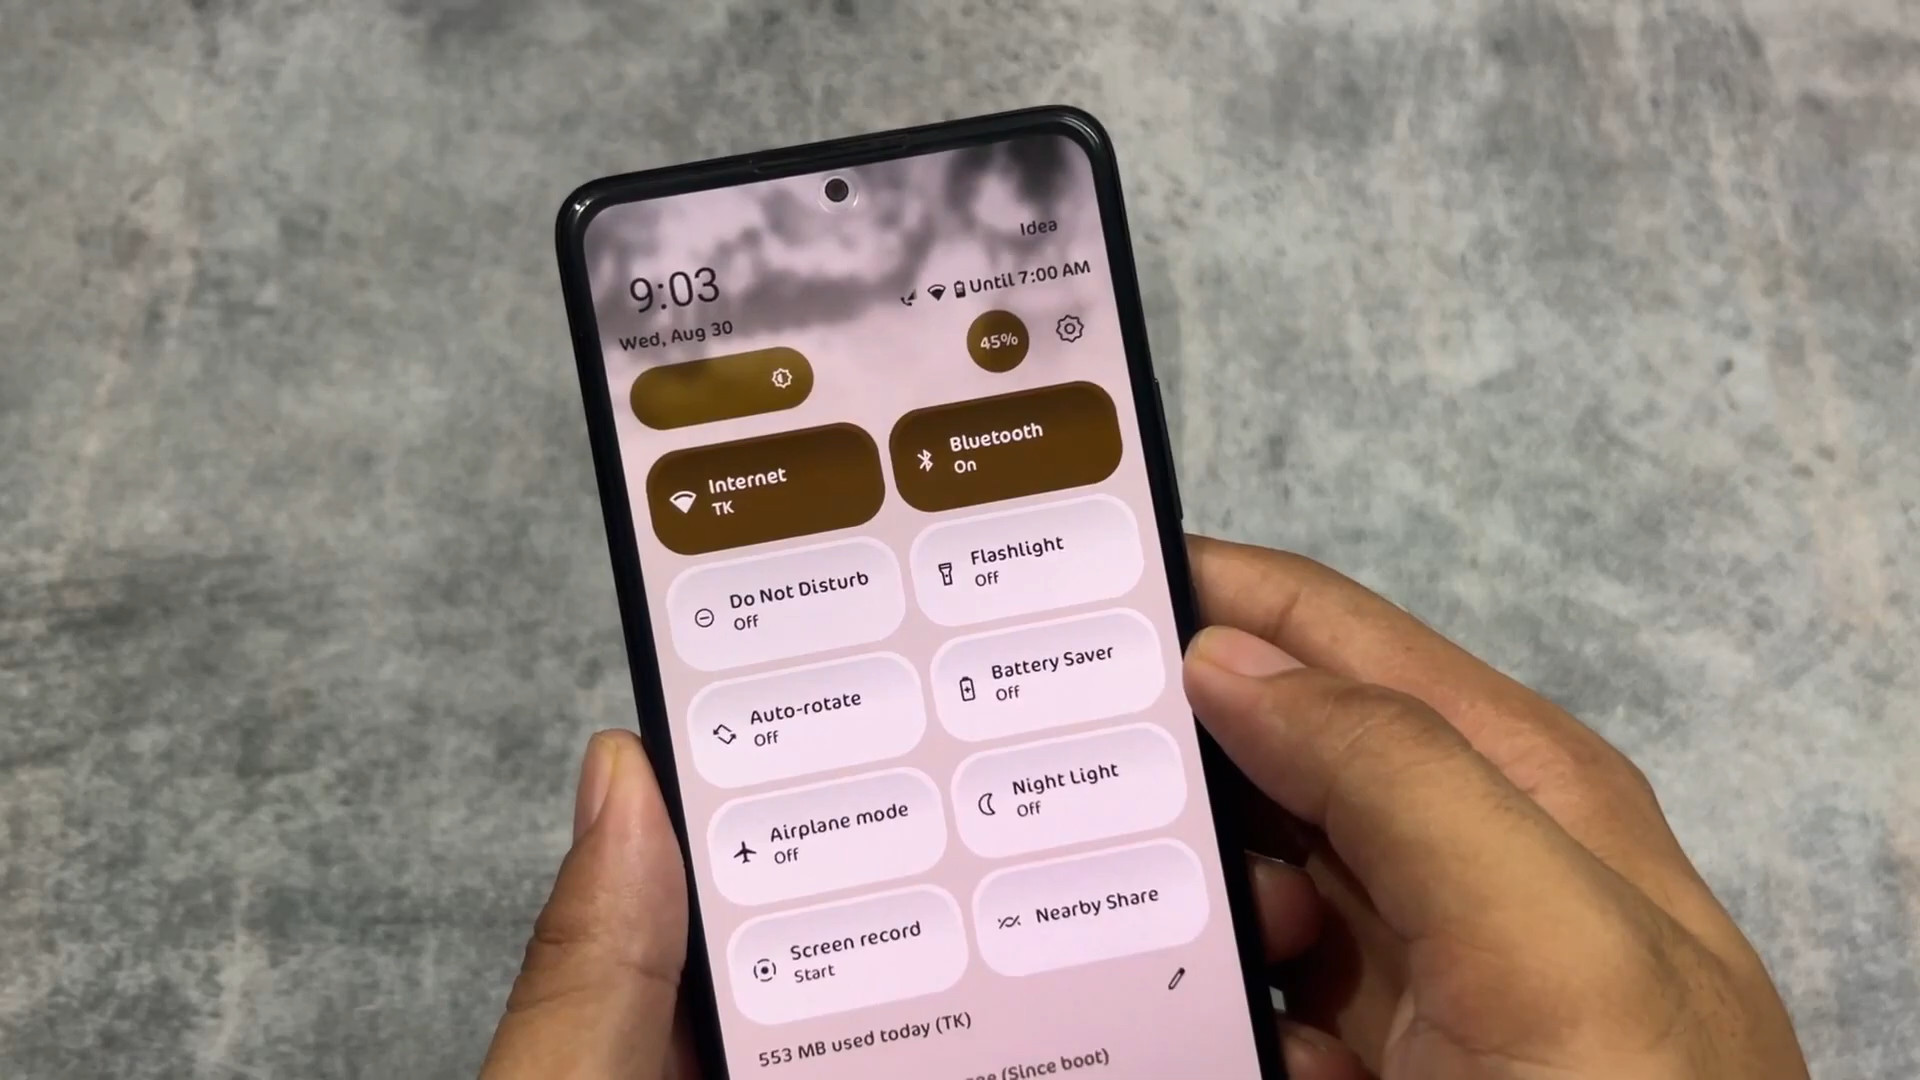 Idea
9:03
Until 7:00 AM
Wed, Aug 30
45%
Internet
TK
Bluetooth
On
Do Not Disturb
Off
Flashlight
Off
Auto-rotate
Off
Battery Saver
Off
Airplane mode
Off
Night Light
Off
Screen record
Start
Nearby Share
553 MB used today (TK)
(Since boot)